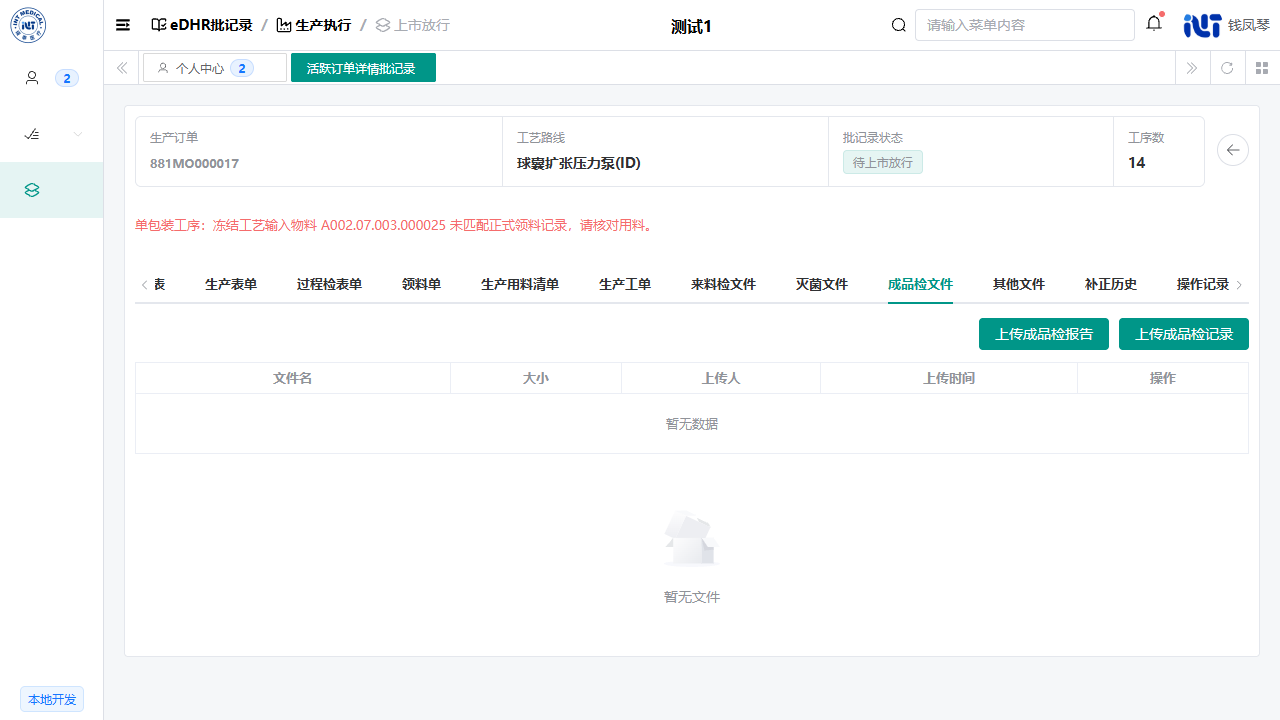 INT MEDICAL
eDHR批记录 / 生产执行 / 上市放行
测试1
请输入菜单内容
钱凤琴
2
个人中心 2
活跃订单详情批记录
生产订单
881MO000017
工艺路线
球囊扩张压力泵(ID)
批记录状态
待上市放行
工序数
14
单包装工序：冻结工艺输入物料 A002.07.003.000025 未匹配正式领料记录，请核对用料。
表 生产表单 过程检表单 领料单 生产用料清单 生产工单 来料检文件 灭菌文件 成品检文件 其他文件 补正历史 操作记录
上传成品检报告 上传成品检记录
文件名 大小 上传人 上传时间 操作
暂无数据
暂无文件
本地开发